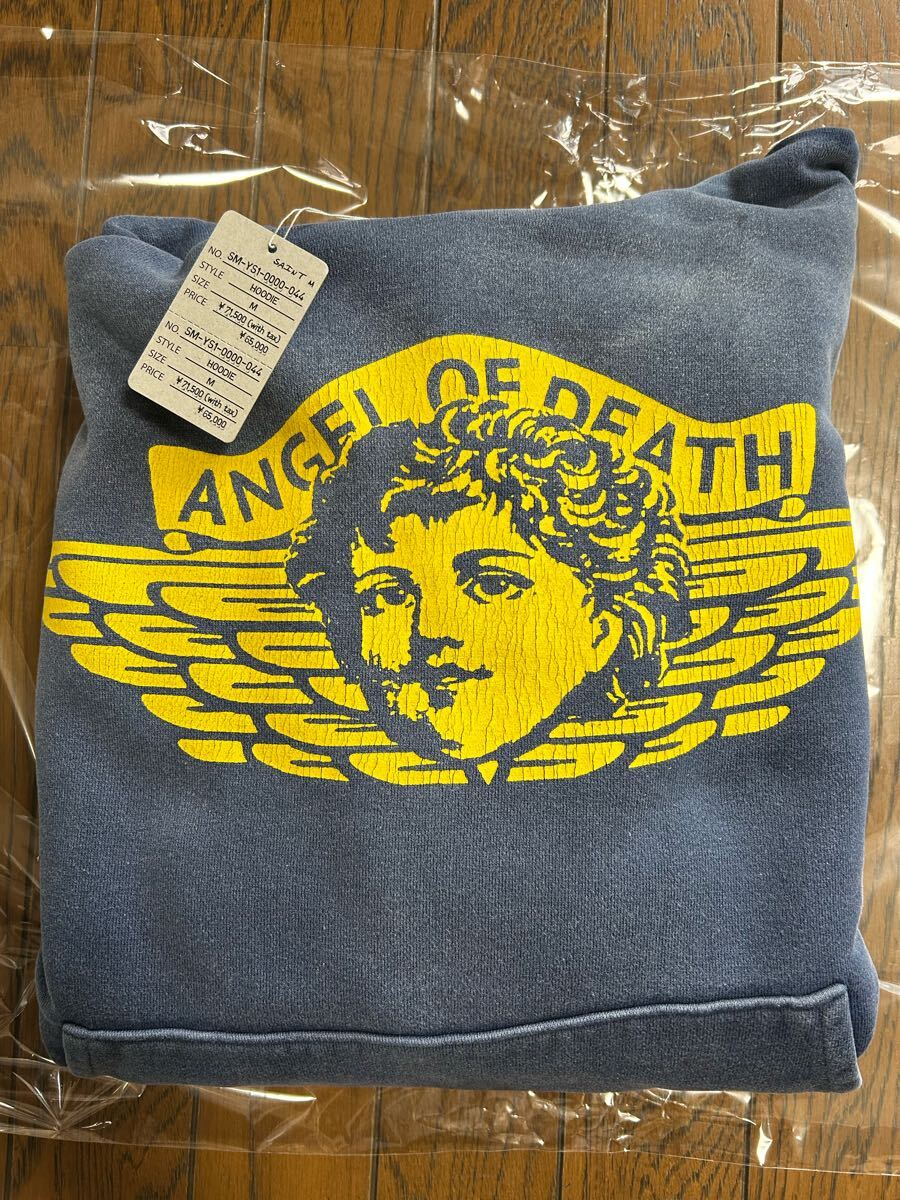 SAINT M
NO. SM-YS1-0000-044
STYLE HOODIE
SIZE M
PRICE ¥71,500 (with tax)
¥65,000
NO. SM-YS1-0000-044
STYLE HOODIE
SIZE M
PRICE ¥71,500 (with tax)
¥65,000
ANGEL OF DEATH